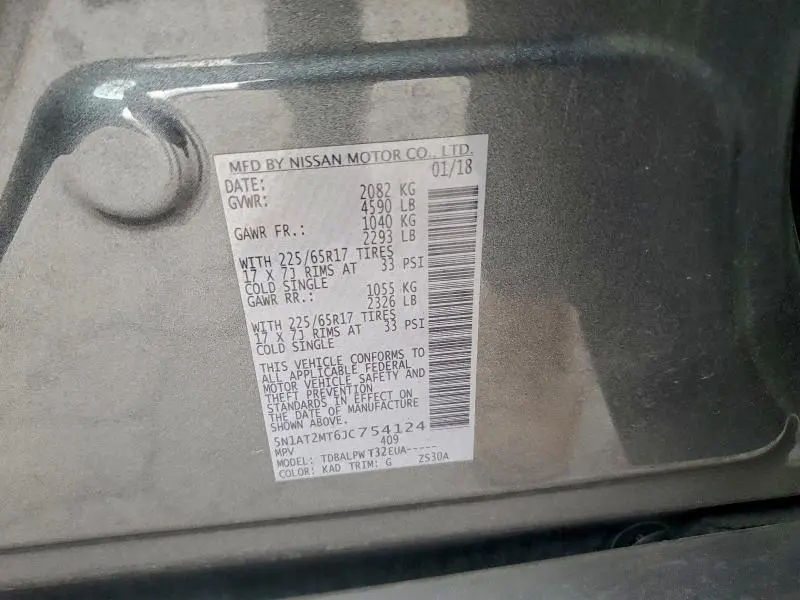 MFD BY NISSAN MOTOR CO., LTD.
DATE: 01/18
GVWR: 2082 KG
4590 LB
GAWR FR.: 1040 KG
2293 LB
WITH 225/65R17 TIRES
17 X 7J RIMS AT 33 PSI
COLD SINGLE
GAWR RR.: 1055 KG
2326 LB
WITH 225/65R17 TIRES
17 X 7J RIMS AT 33 PSI
COLD SINGLE
THIS VEHICLE CONFORMS TO
ALL APPLICABLE FEDERAL
MOTOR VEHICLE SAFETY AND
THEFT PREVENTION
STANDARDS IN EFFECT ON
THE DATE OF MANUFACTURE
SHOWN ABOVE.
5N1AT2MT6JC754124
MPV 409
MODEL: TDBALPWT32EUA-----
COLOR: KAD TRIM: G ZS30A